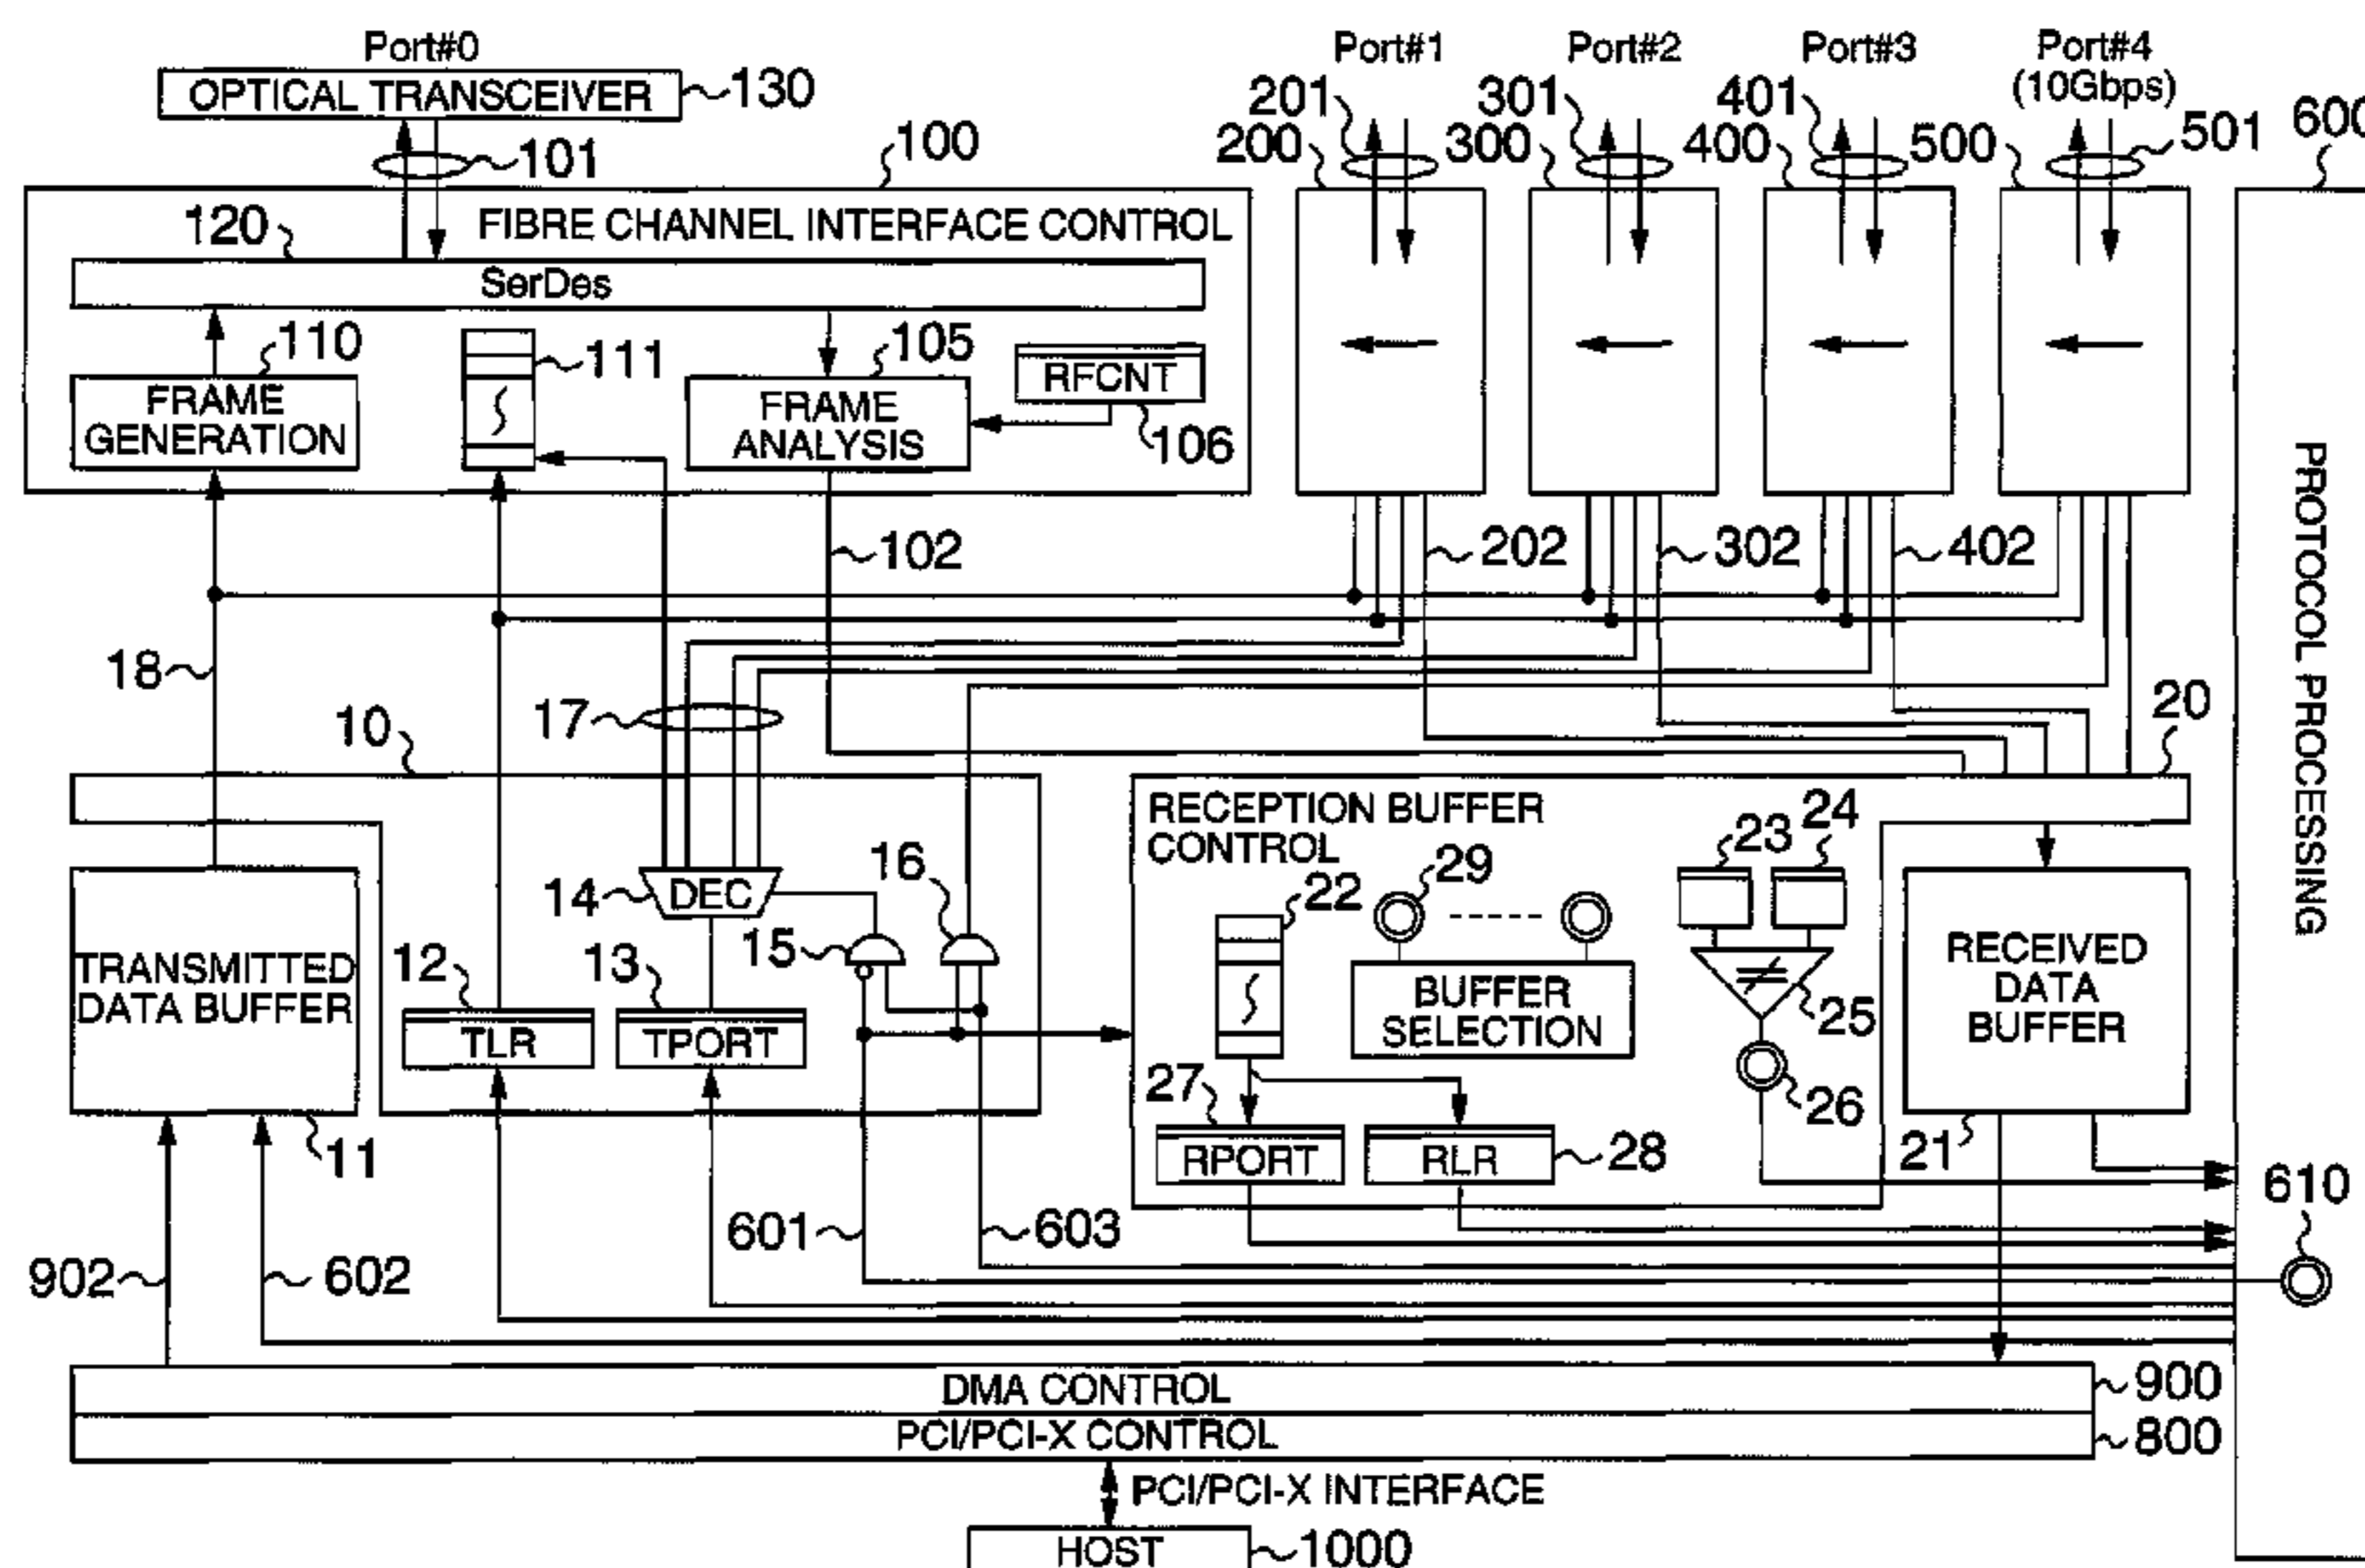 Port#0
Port#1
Port#2
Port#3
Port#4
(10Gbps)
OPTICAL TRANSCEIVER
130
201
301
401
501
600
101
100
200
300
400
500
120
FIBRE CHANNEL INTERFACE CONTROL
SerDes
110
111
105
RFCNT
FRAME
GENERATION
FRAME
ANALYSIS
106
PROTOCOL PROCESSING
102
202
302
402
18
17
10
20
RECEPTION BUFFER
CONTROL
23
24
14
DEC
16
22
29
TRANSMITTED
DATA BUFFER
12
13
15
BUFFER
SELECTION
25
RECEIVED
DATA
BUFFER
TLR
TPORT
27
26
11
RPORT
RLR
28
21
610
601
603
902
602
DMA CONTROL
900
PCI/PCI-X CONTROL
800
PCI/PCI-X INTERFACE
HOST
1000